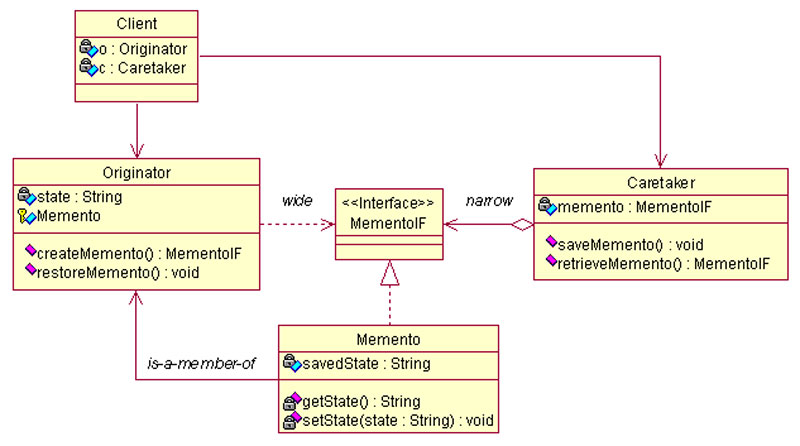 Client
o : Originator
c : Caretaker
Originator
state : String
Memento
createMemento() : MementoIF
restoreMemento() : void
wide
<<Interface>>
MementoIF
narrow
Caretaker
memento : MementoIF
saveMemento() : void
retrieveMemento() : MementoIF
is-a-member-of
Memento
savedState : String
getState() : String
setState(state : String) : void